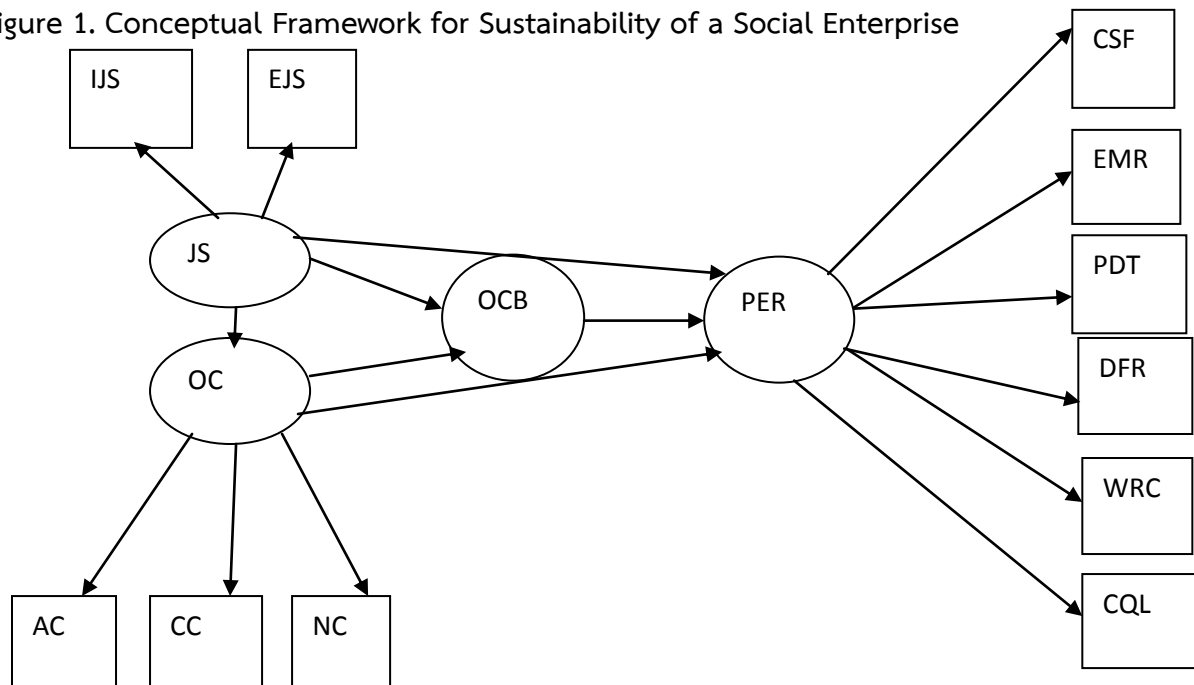 igure 1. Conceptual Framework for Sustainability of a Social Enterprise
CSF
IJS
EJS
EMR
JS
PDT
OCB
PER
OC
DFR
WRC
CQL
AC
CC
NC